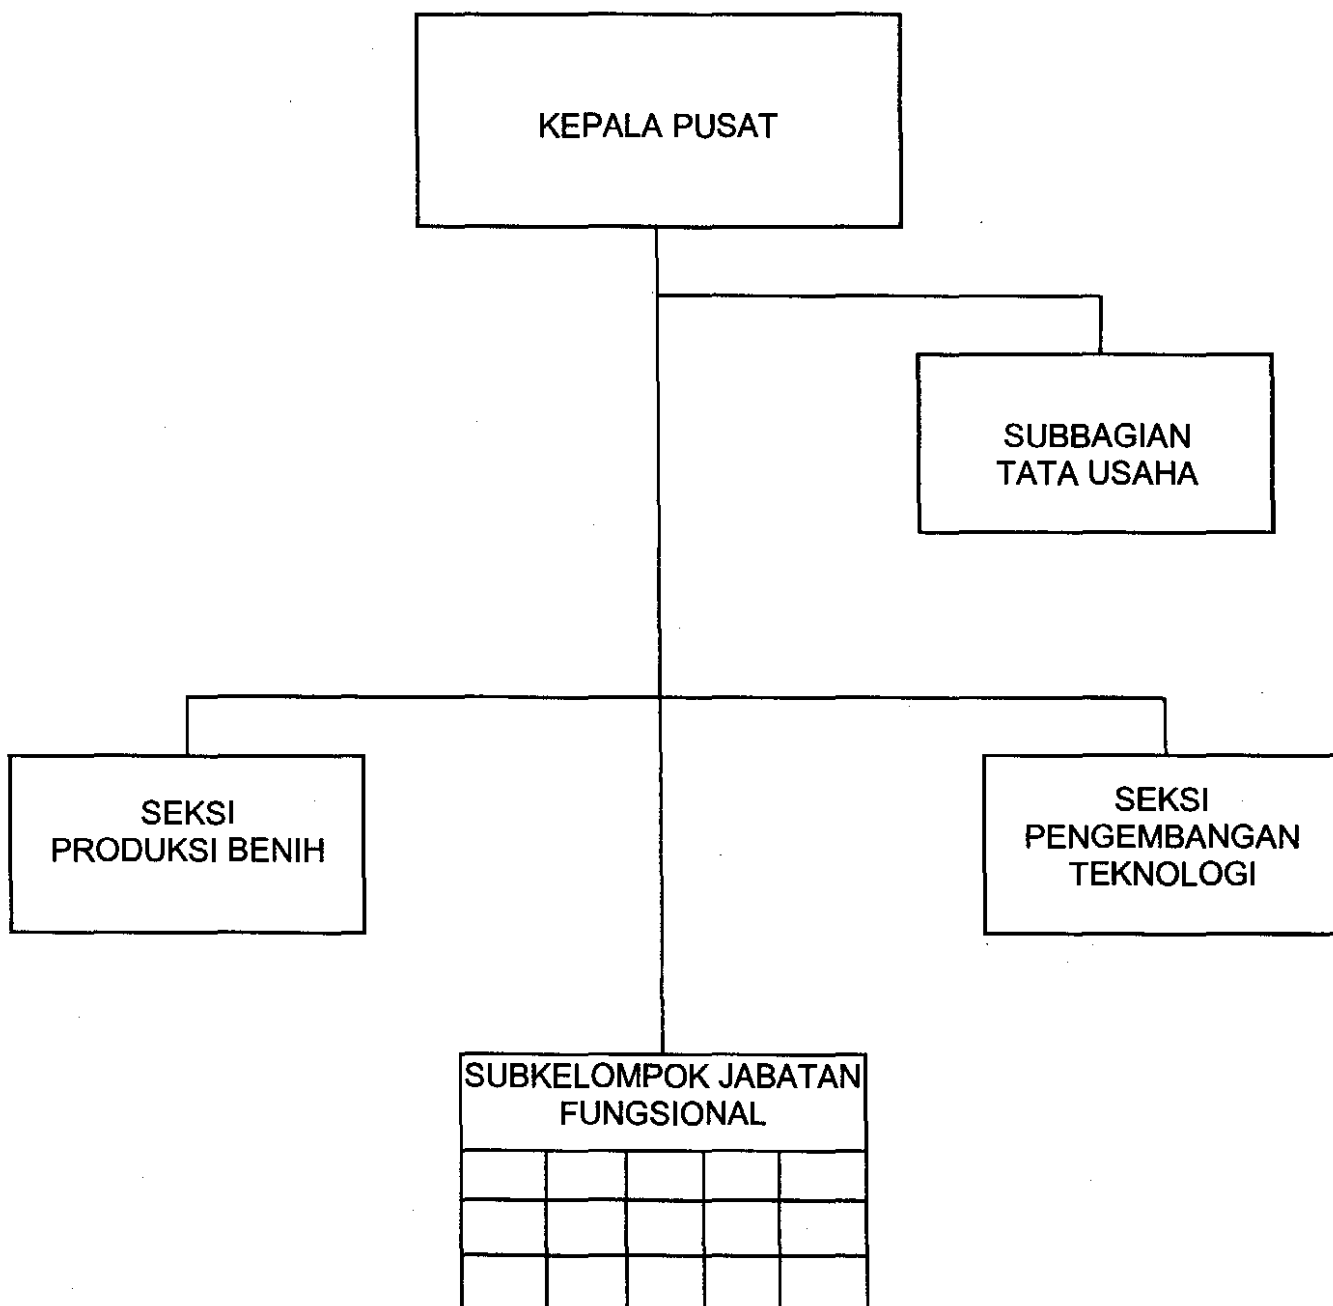 KEPALA PUSAT
SUBBAGIAN
TATA USAHA
SEKSI
PRODUKSI BENIH
SEKSI
PENGEMBANGAN
TEKNOLOGI
SUBKELOMPOK JABATAN
FUNGSIONAL